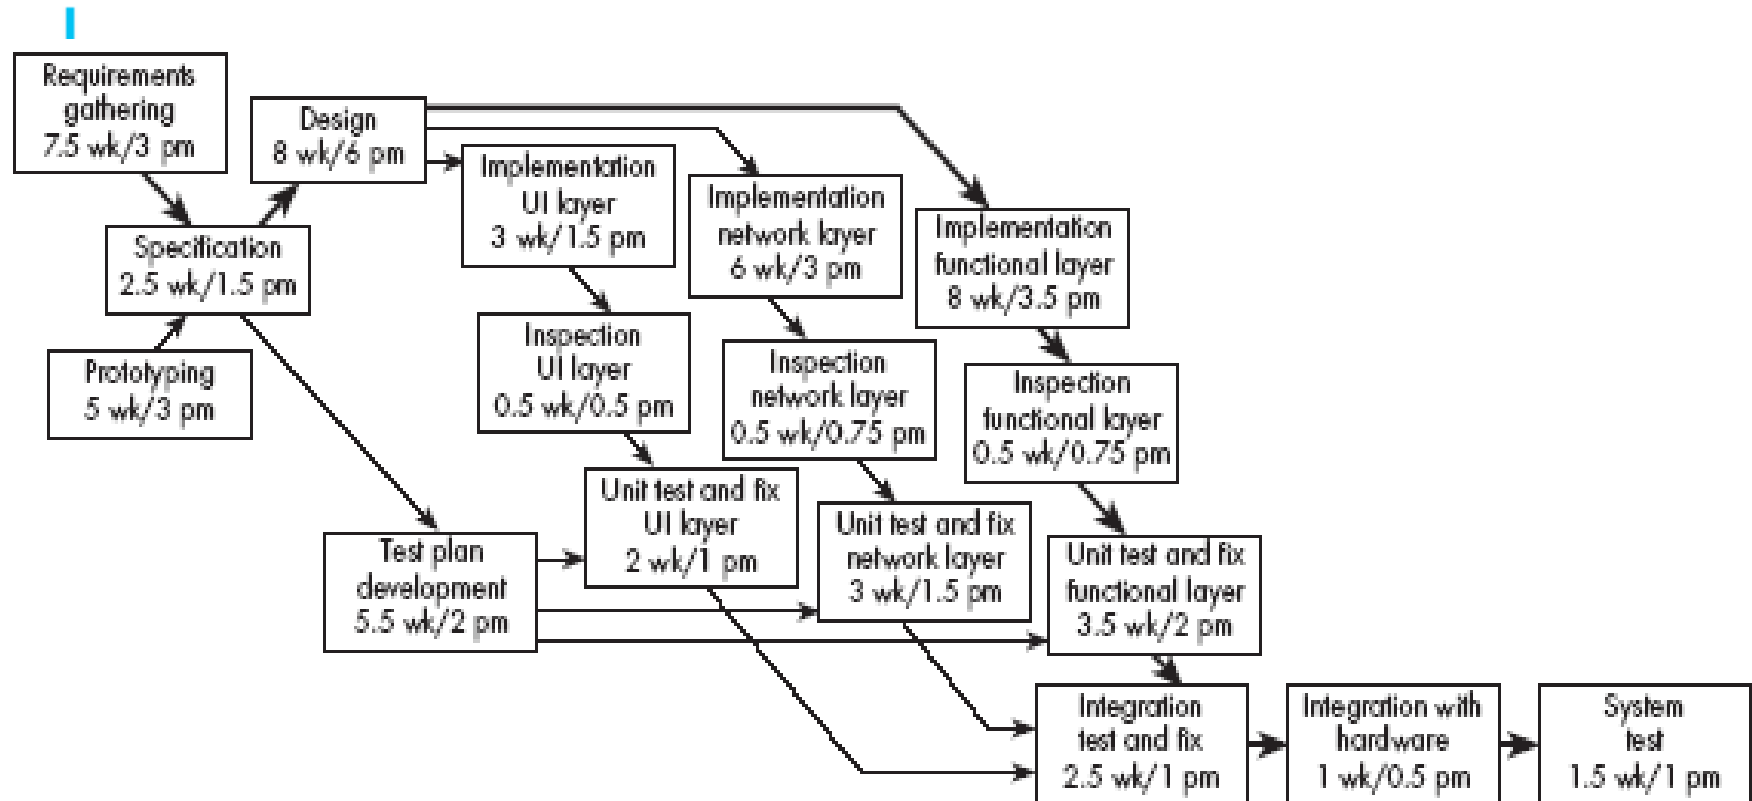 Requirements
gathering
7.5 wk/3 pm
Design
8 wk/6 pm
Implementation
UI layer
3 wk/1.5 pm
Implementation
network layer
6 wk/3 pm
Implementation
functional layer
8 wk/3.5 pm
Specification
2.5 wk/1.5 pm
Prototyping
5 wk/3 pm
Inspection
UI layer
0.5 wk/0.5 pm
Inspection
network layer
0.5 wk/0.75 pm
Inspection
functional layer
0.5 wk/0.75 pm
Unit test and fix
UI layer
2 wk/1 pm
Test plan
development
5.5 wk/2 pm
Unit test and fix
network layer
3 wk/1.5 pm
Unit test and fix
functional layer
3.5 wk/2 pm
Integration
test and fix
2.5 wk/1 pm
Integration with
hardware
1 wk/0.5 pm
System
test
1.5 wk/1 pm